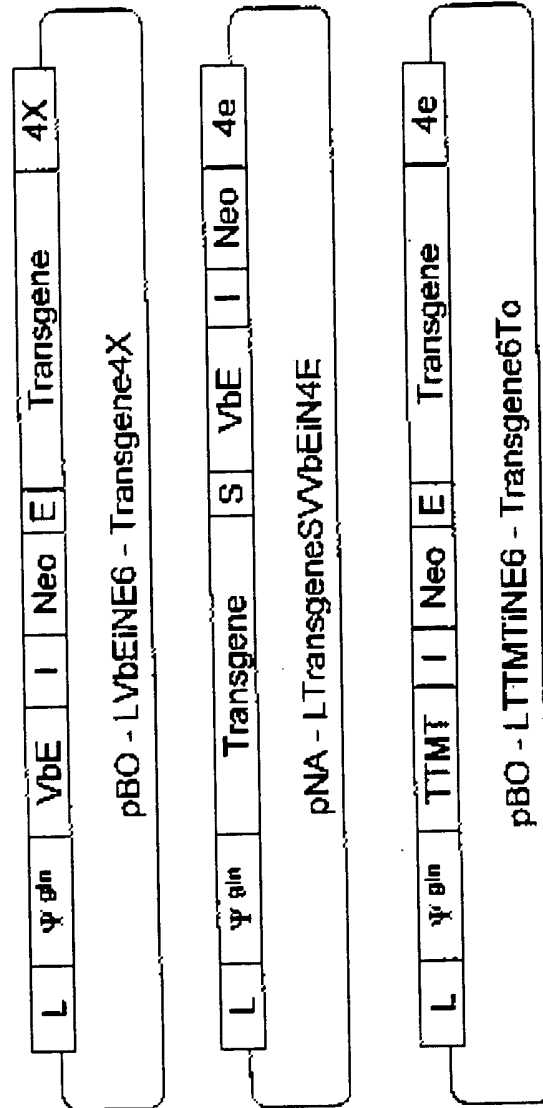 L Ψ gln VbE I Neo E Transgene 4X
pBO - LVbEiNE6 - Transgene4X
L Ψ gln Transgene S VbE I Neo 4e
pNA - LTransgeneSVVbEiN4E
L Ψ gln TTMT I Neo E Transgene 4e
pBO - LTTMTiNE6 - Transgene6To